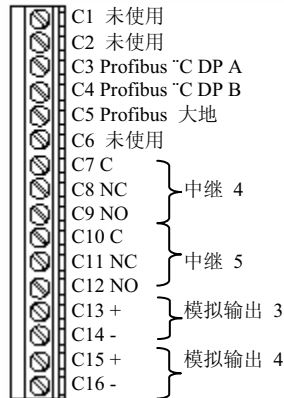 C1 未使用
C2 未使用
C3 Profibus ¨C DP A
C4 Profibus ¨C DP B
C5 Profibus 大地
C6 未使用
C7 C
C8 NC
中继 4
C9 NO
C10 C
C11 NC
中继 5
C12 NO
C13 +
模拟输出 3
C14 -
C15 +
模拟输出 4
C16 -